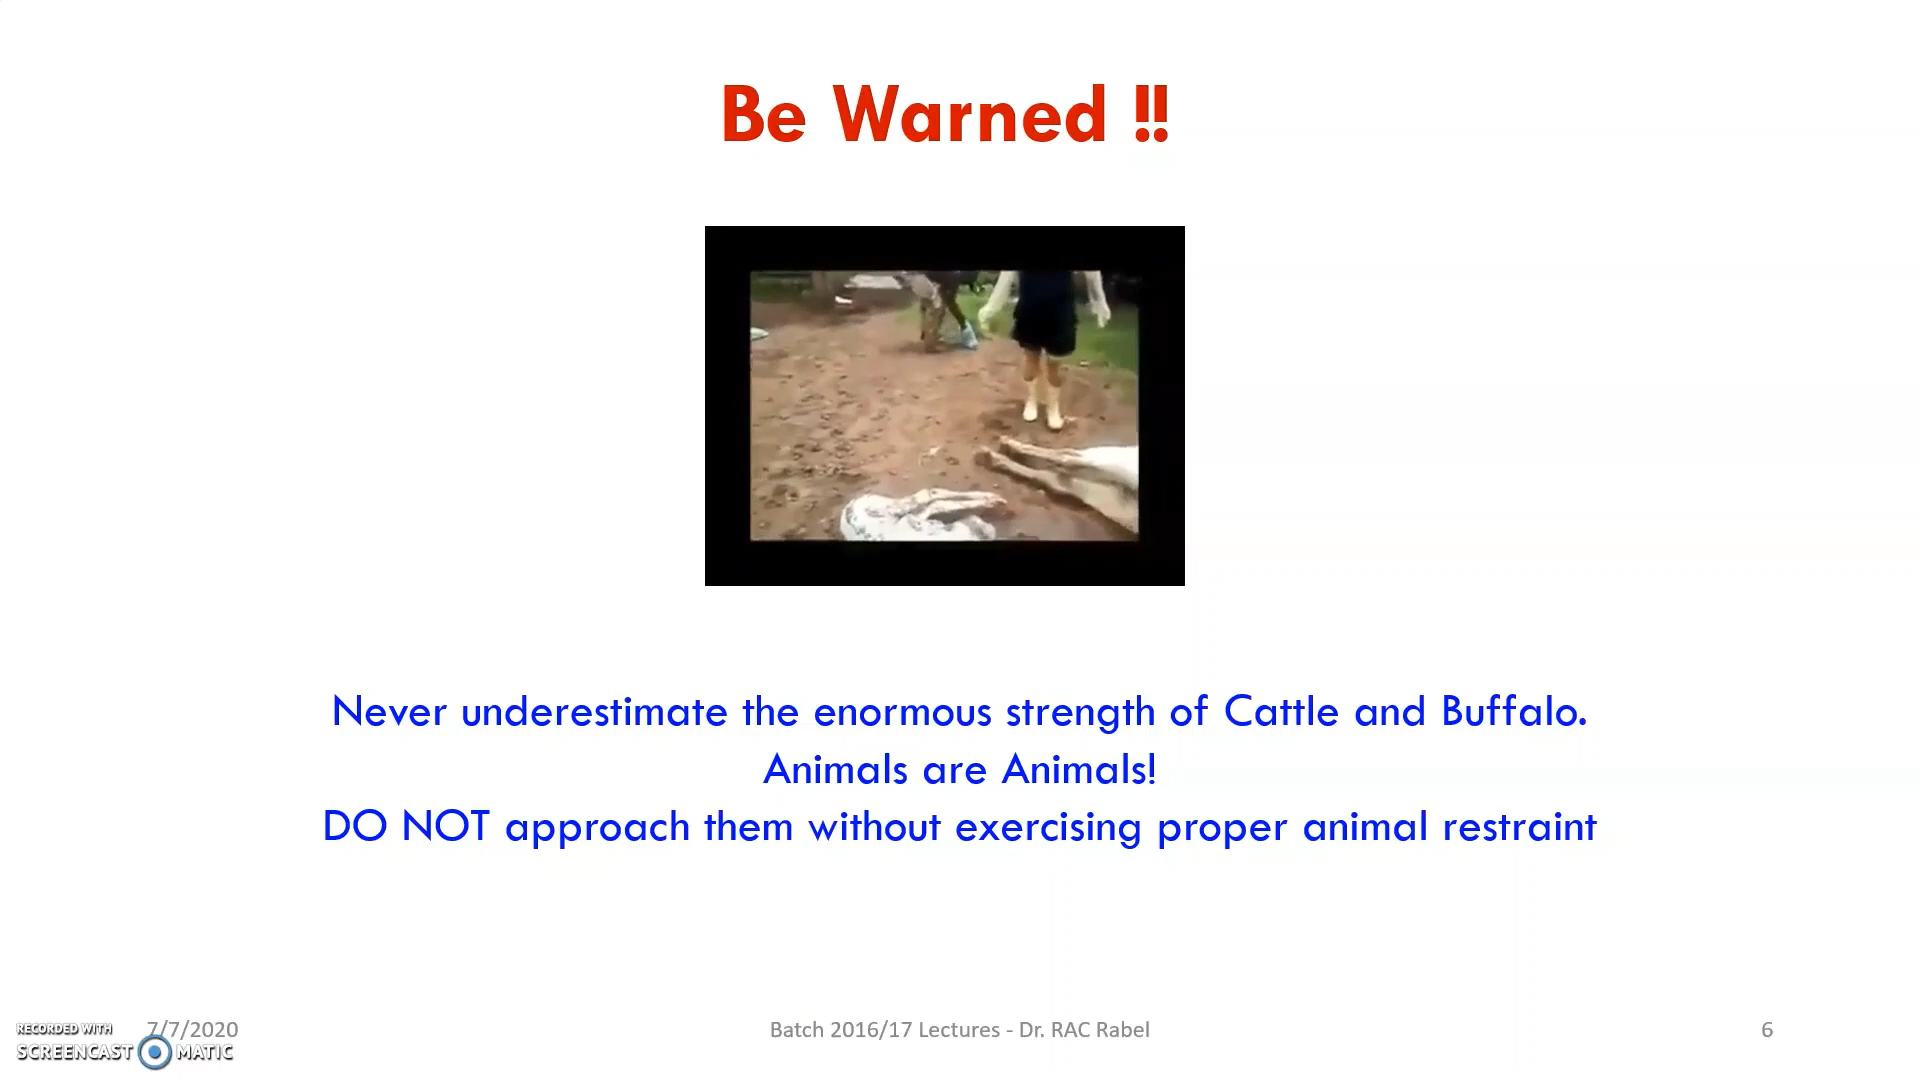 Be Warned !!
Never underestimate the enormous strength of Cattle and Buffalo.
Animals are Animals!
DO NOT approach them without exercising proper animal restraint
RECORDED WITH
SCREENCAST MATIC
7/7/2020
Batch 2016/17 Lectures - Dr. RAC Rabel
6